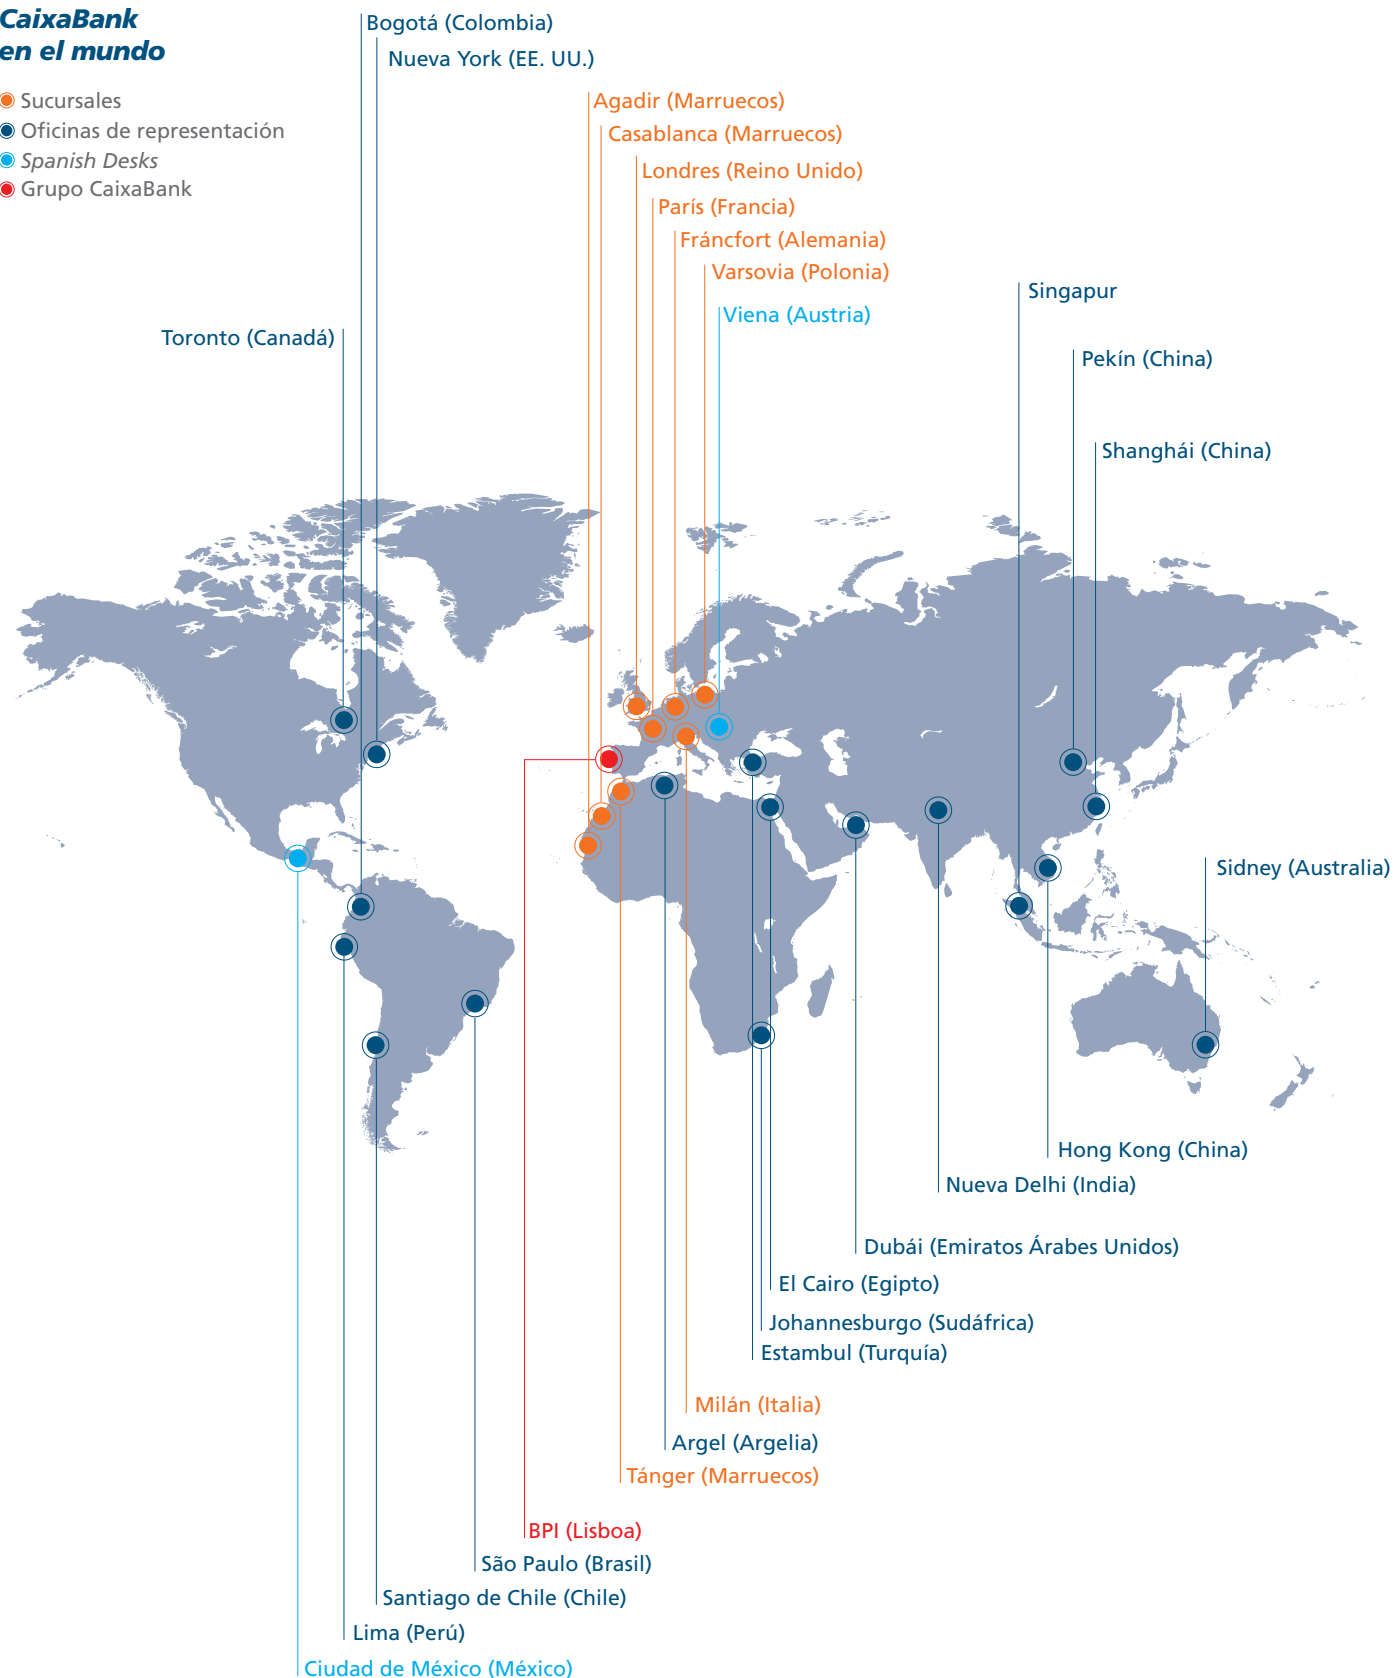 CaixaBank
en el mundo
Sucursales
Oficinas de representación
Spanish Desks
Grupo CaixaBank
Bogotá (Colombia)
Nueva York (EE. UU.)
Agadir (Marruecos)
Casablanca (Marruecos)
Londres (Reino Unido)
París (Francia)
Fráncfort (Alemania)
Varsovia (Polonia)
Viena (Austria)
Singapur
Toronto (Canadá)
Pekín (China)
Shanghái (China)
Sidney (Australia)
Hong Kong (China)
Nueva Delhi (India)
Dubái (Emiratos Árabes Unidos)
El Cairo (Egipto)
Johannesburgo (Sudáfrica)
Estambul (Turquía)
Milán (Italia)
Argel (Argelia)
Tánger (Marruecos)
BPI (Lisboa)
São Paulo (Brasil)
Santiago de Chile (Chile)
Lima (Perú)
Ciudad de México (México)